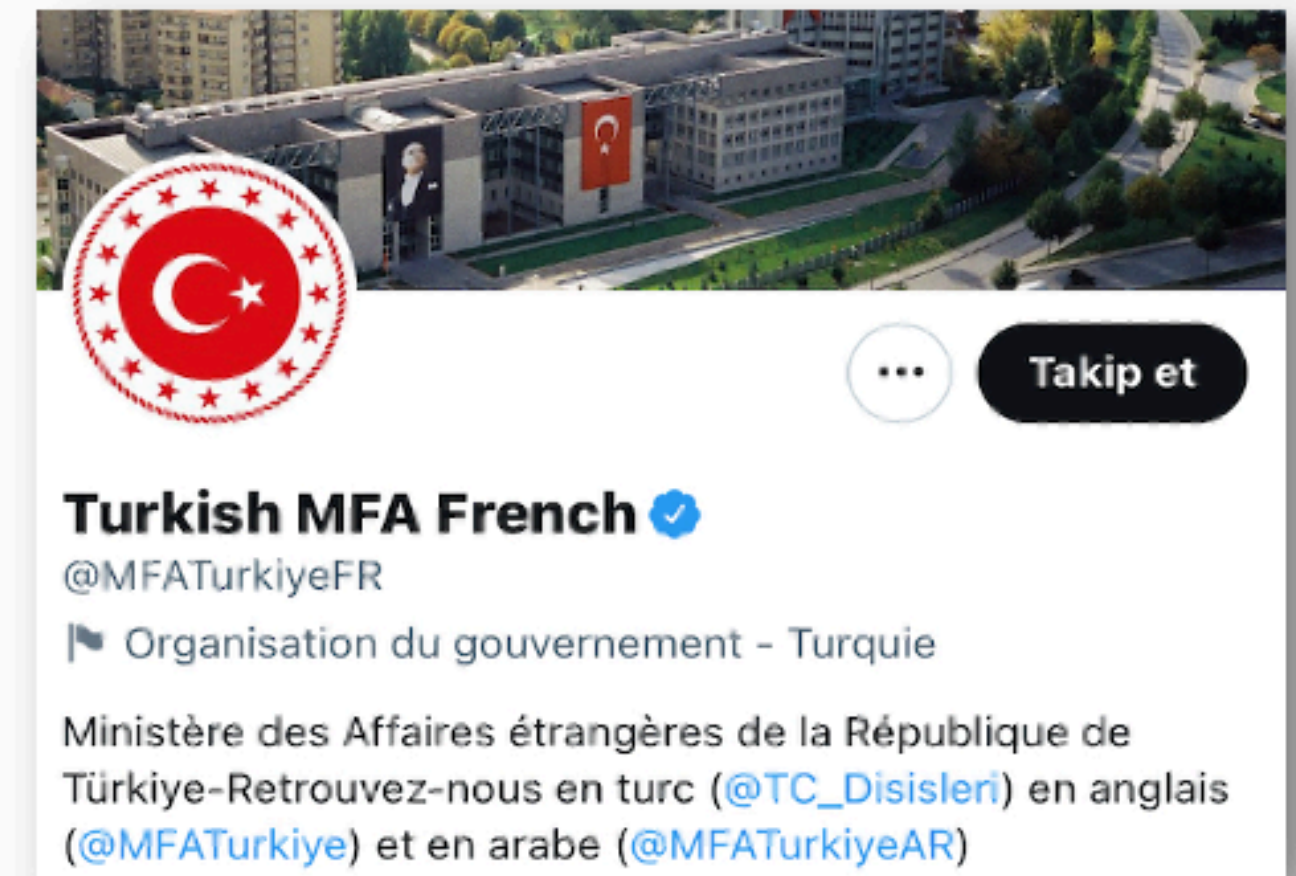 Takip et
Turkish MFA French
@MFATurkiyeFR
Organisation du gouvernement - Turquie
Ministère des Affaires étrangères de la République de
Türkiye-Retrouvez-nous en turc (@TC_Disisleri) en anglais
(@MFATurkiye) et en arabe (@MFATurkiyeAR)